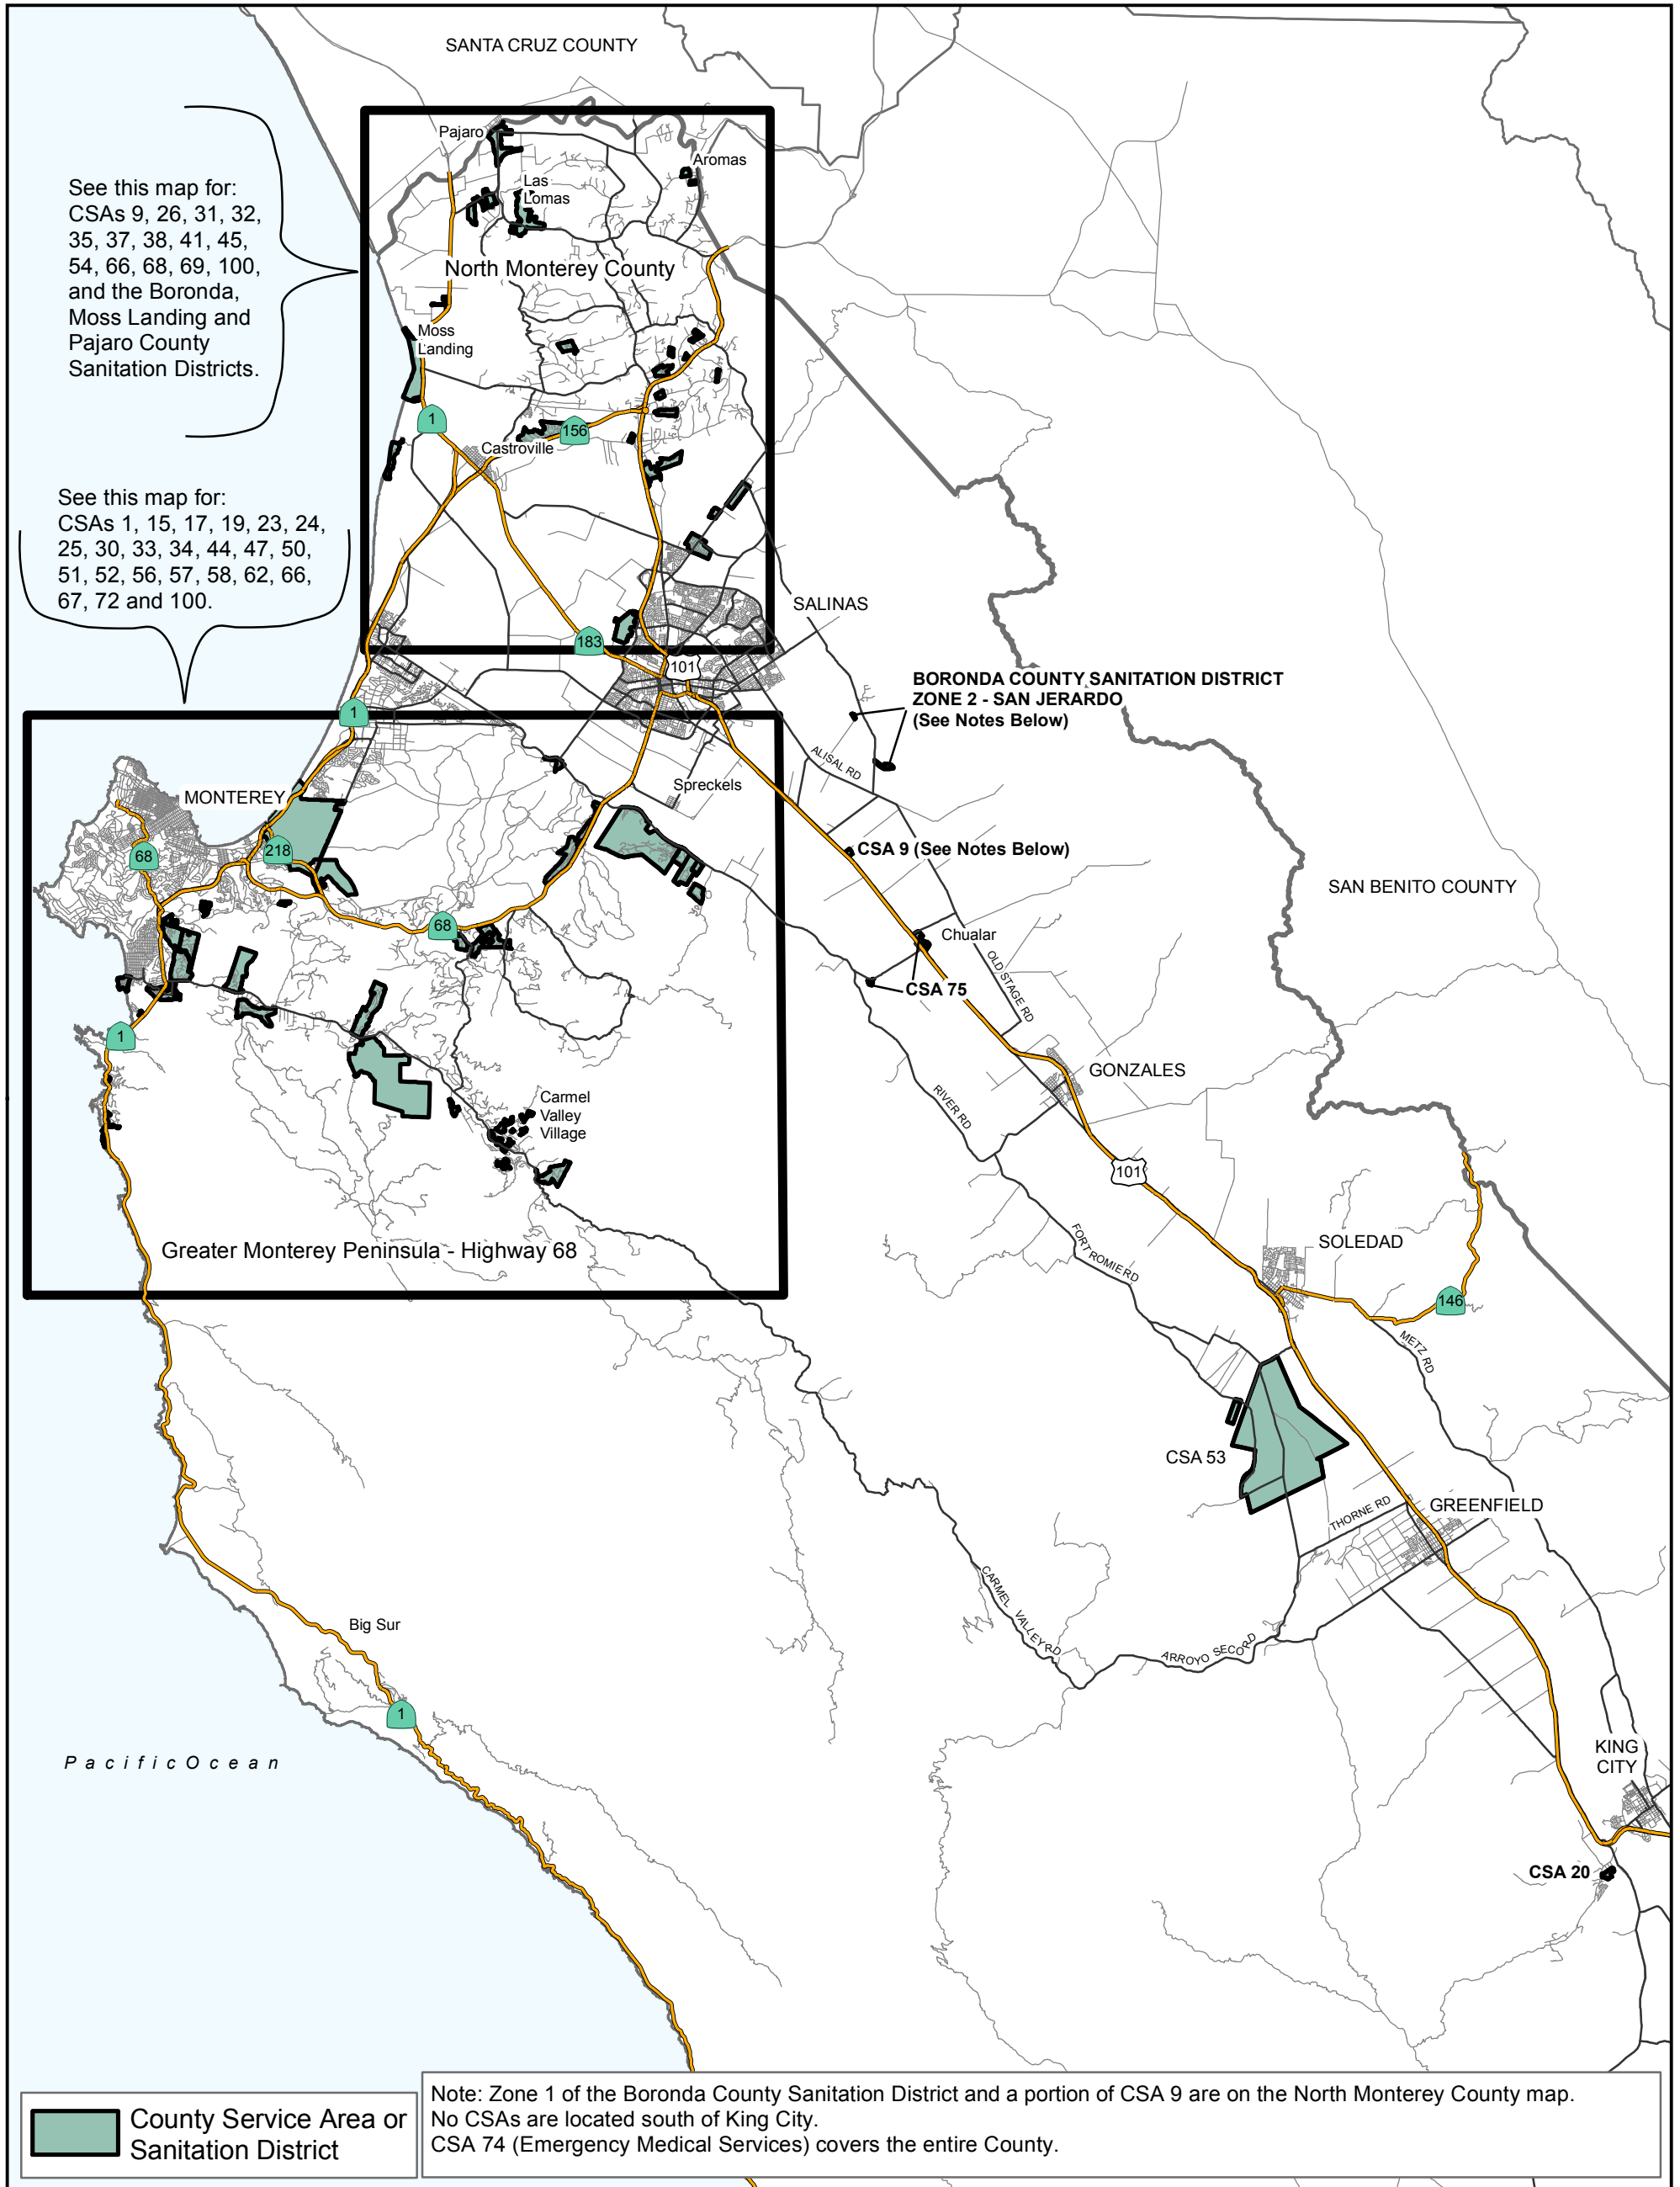 SANTA CRUZ COUNTY
Pajaro
Aromas
See this map for:
CSAs 9, 26, 31, 32,
35, 37, 38, 41, 45,
54, 66, 68, 69, 100,
and the Boronda,
Moss Landing and
Pajaro County
Sanitation Districts.
Las
Lomas
North Monterey County
Moss
Landing
1
156
Castroville
See this map for:
CSAs 1, 15, 17, 19, 23, 24,
25, 30, 33, 34, 44, 47, 50,
51, 52, 56, 57, 58, 62, 66,
67, 72 and 100.
SALINAS
183
101
BORONDA COUNTY SANITATION DISTRICT
ZONE 2 - SAN JERARDO
(See Notes Below)
1
ALISAL RD
Spreckels
MONTEREY
68
218
CSA 9 (See Notes Below)
SAN BENITO COUNTY
68
Chualar
OLD STAGE RD
CSA 75
1
GONZALES
Carmel
Valley
Village
RIVER RD
101
Greater Monterey Peninsula - Highway 68
FORT ROMIE RD
SOLEDAD
146
METZ RD
CSA 53
THORNE RD
GREENFIELD
CARMEL VALLEY RD
ARROYO SECO RD
Big Sur
1
Pacific Ocean
KING
CITY
CSA 20
County Service Area or
Sanitation District
Note: Zone 1 of the Boronda County Sanitation District and a portion of CSA 9 are on the North Monterey County map.
No CSAs are located south of King City.
CSA 74 (Emergency Medical Services) covers the entire County.